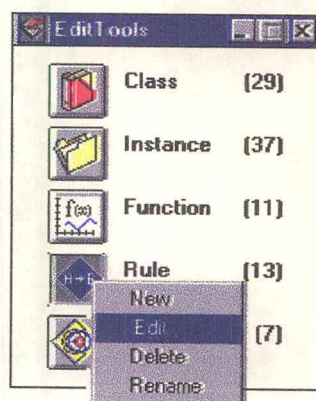 EditTools
Class (29)
Instance (37)
f(x)
Function (11)
Rule (13)
New
Edit
(7)
Delete
Rename